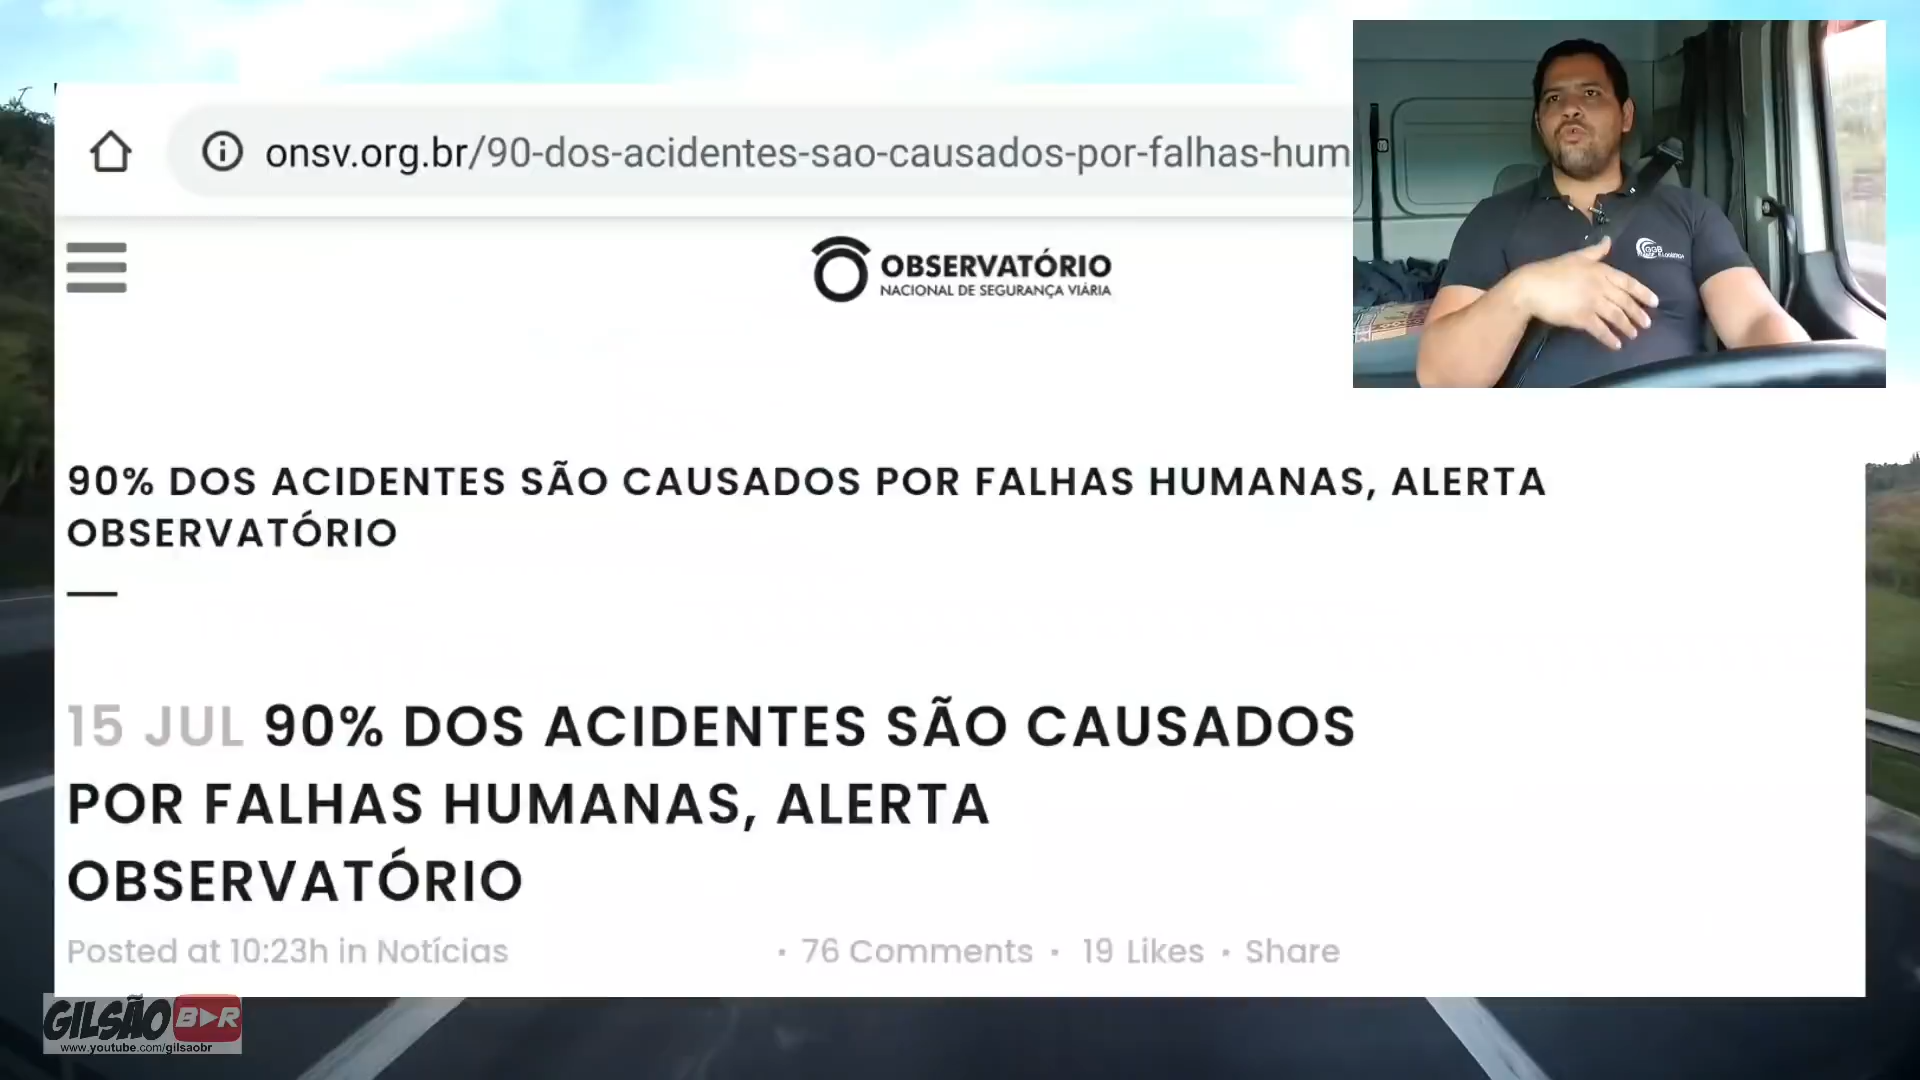 onsv.org.br/90-dos-acidentes-sao-causados-por-falhas-hum
OBSERVATÓRIO
NACIONAL DE SEGURANÇA VIÁRIA
90% DOS ACIDENTES SÃO CAUSADOS POR FALHAS HUMANAS, ALERTA
OBSERVATÓRIO
15 JUL 90% DOS ACIDENTES SÃO CAUSADOS
POR FALHAS HUMANAS, ALERTA
OBSERVATÓRIO
Posted at 10:23h in Notícias · 76 Comments · 19 Likes · Share
GILSÃO BR
www.youtube.com/gilsaobr